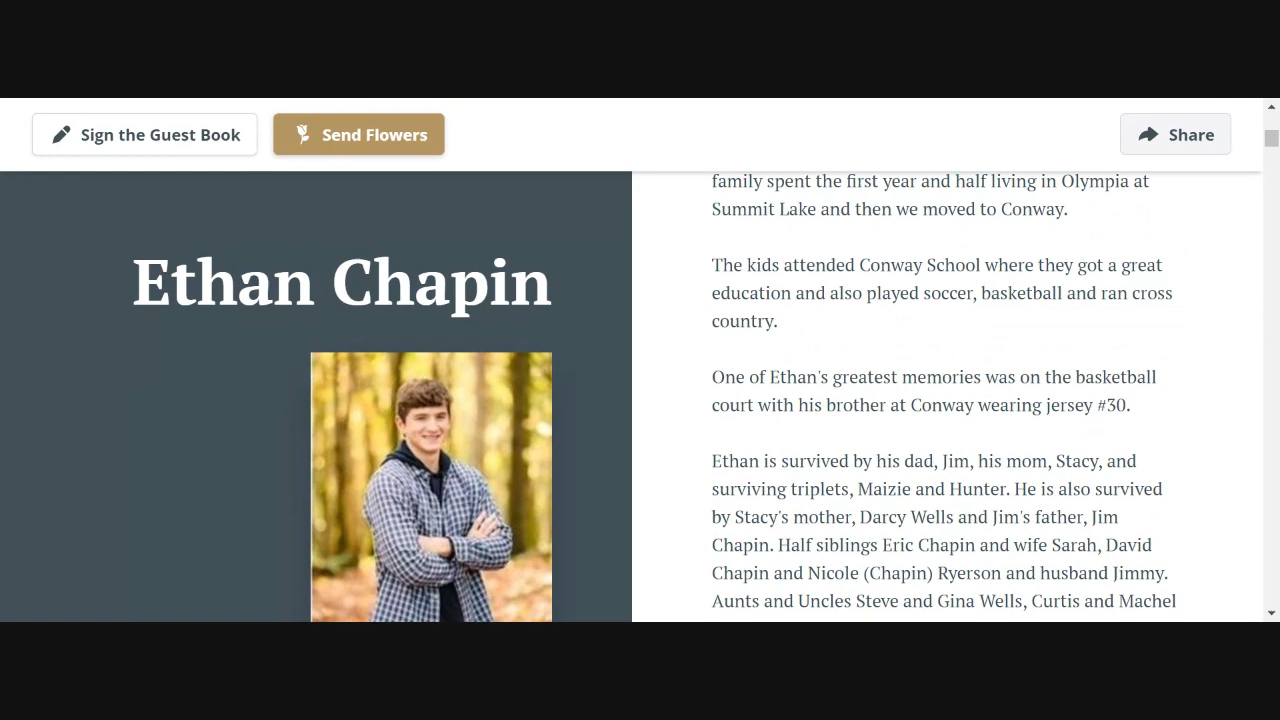 Sign the Guest Book
Send Flowers
Share
Ethan Chapin
family spent the first year and half living in Olympia at
Summit Lake and then we moved to Conway.
The kids attended Conway School where they got a great
education and also played soccer, basketball and ran cross
country.
One of Ethan's greatest memories was on the basketball
court with his brother at Conway wearing jersey #30.
Ethan is survived by his dad, Jim, his mom, Stacy, and
surviving triplets, Maizie and Hunter. He is also survived
by Stacy's mother, Darcy Wells and Jim's father, Jim
Chapin. Half siblings Eric Chapin and wife Sarah, David
Chapin and Nicole (Chapin) Ryerson and husband Jimmy.
Aunts and Uncles Steve and Gina Wells, Curtis and Machel